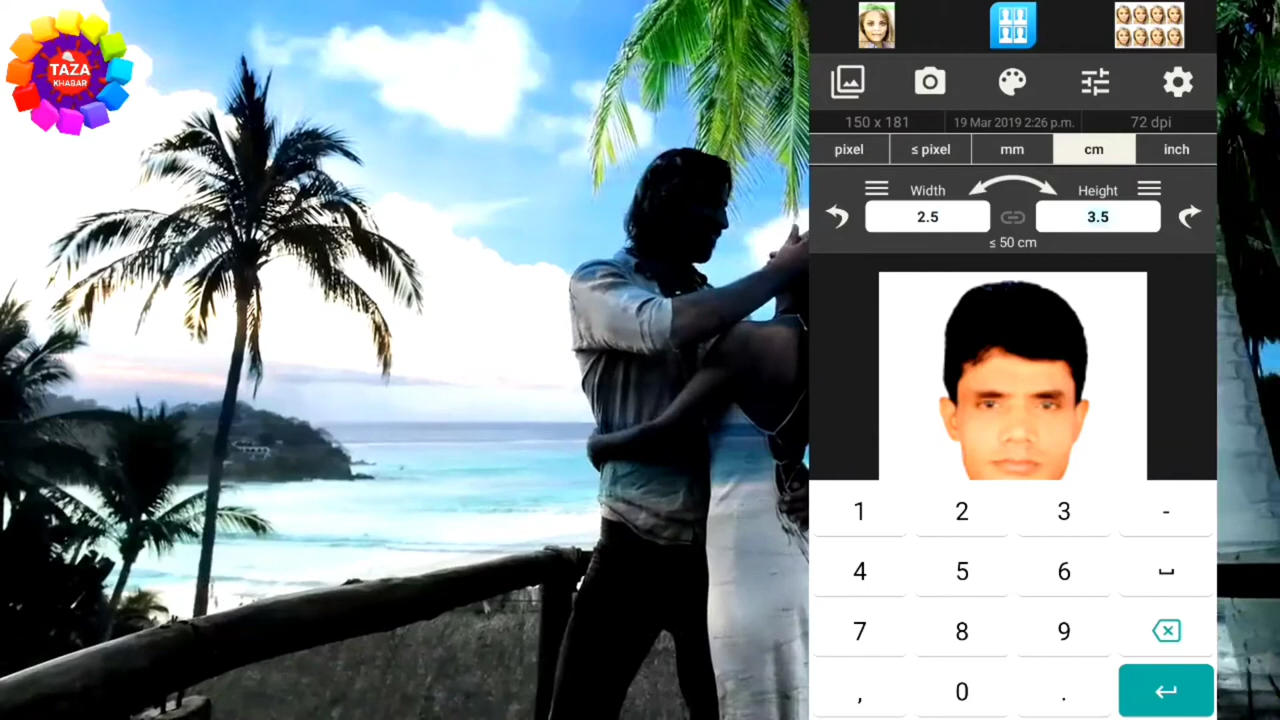 TAZA
KHABAR
150 x 181 19 Mar 2019 2:26 p.m. 72 dpi
pixel ≤ pixel mm cm inch
Width Height
2.5 3.5
≤ 50 cm
1 2 3 -
4 5 6
7 8 9
, 0 .